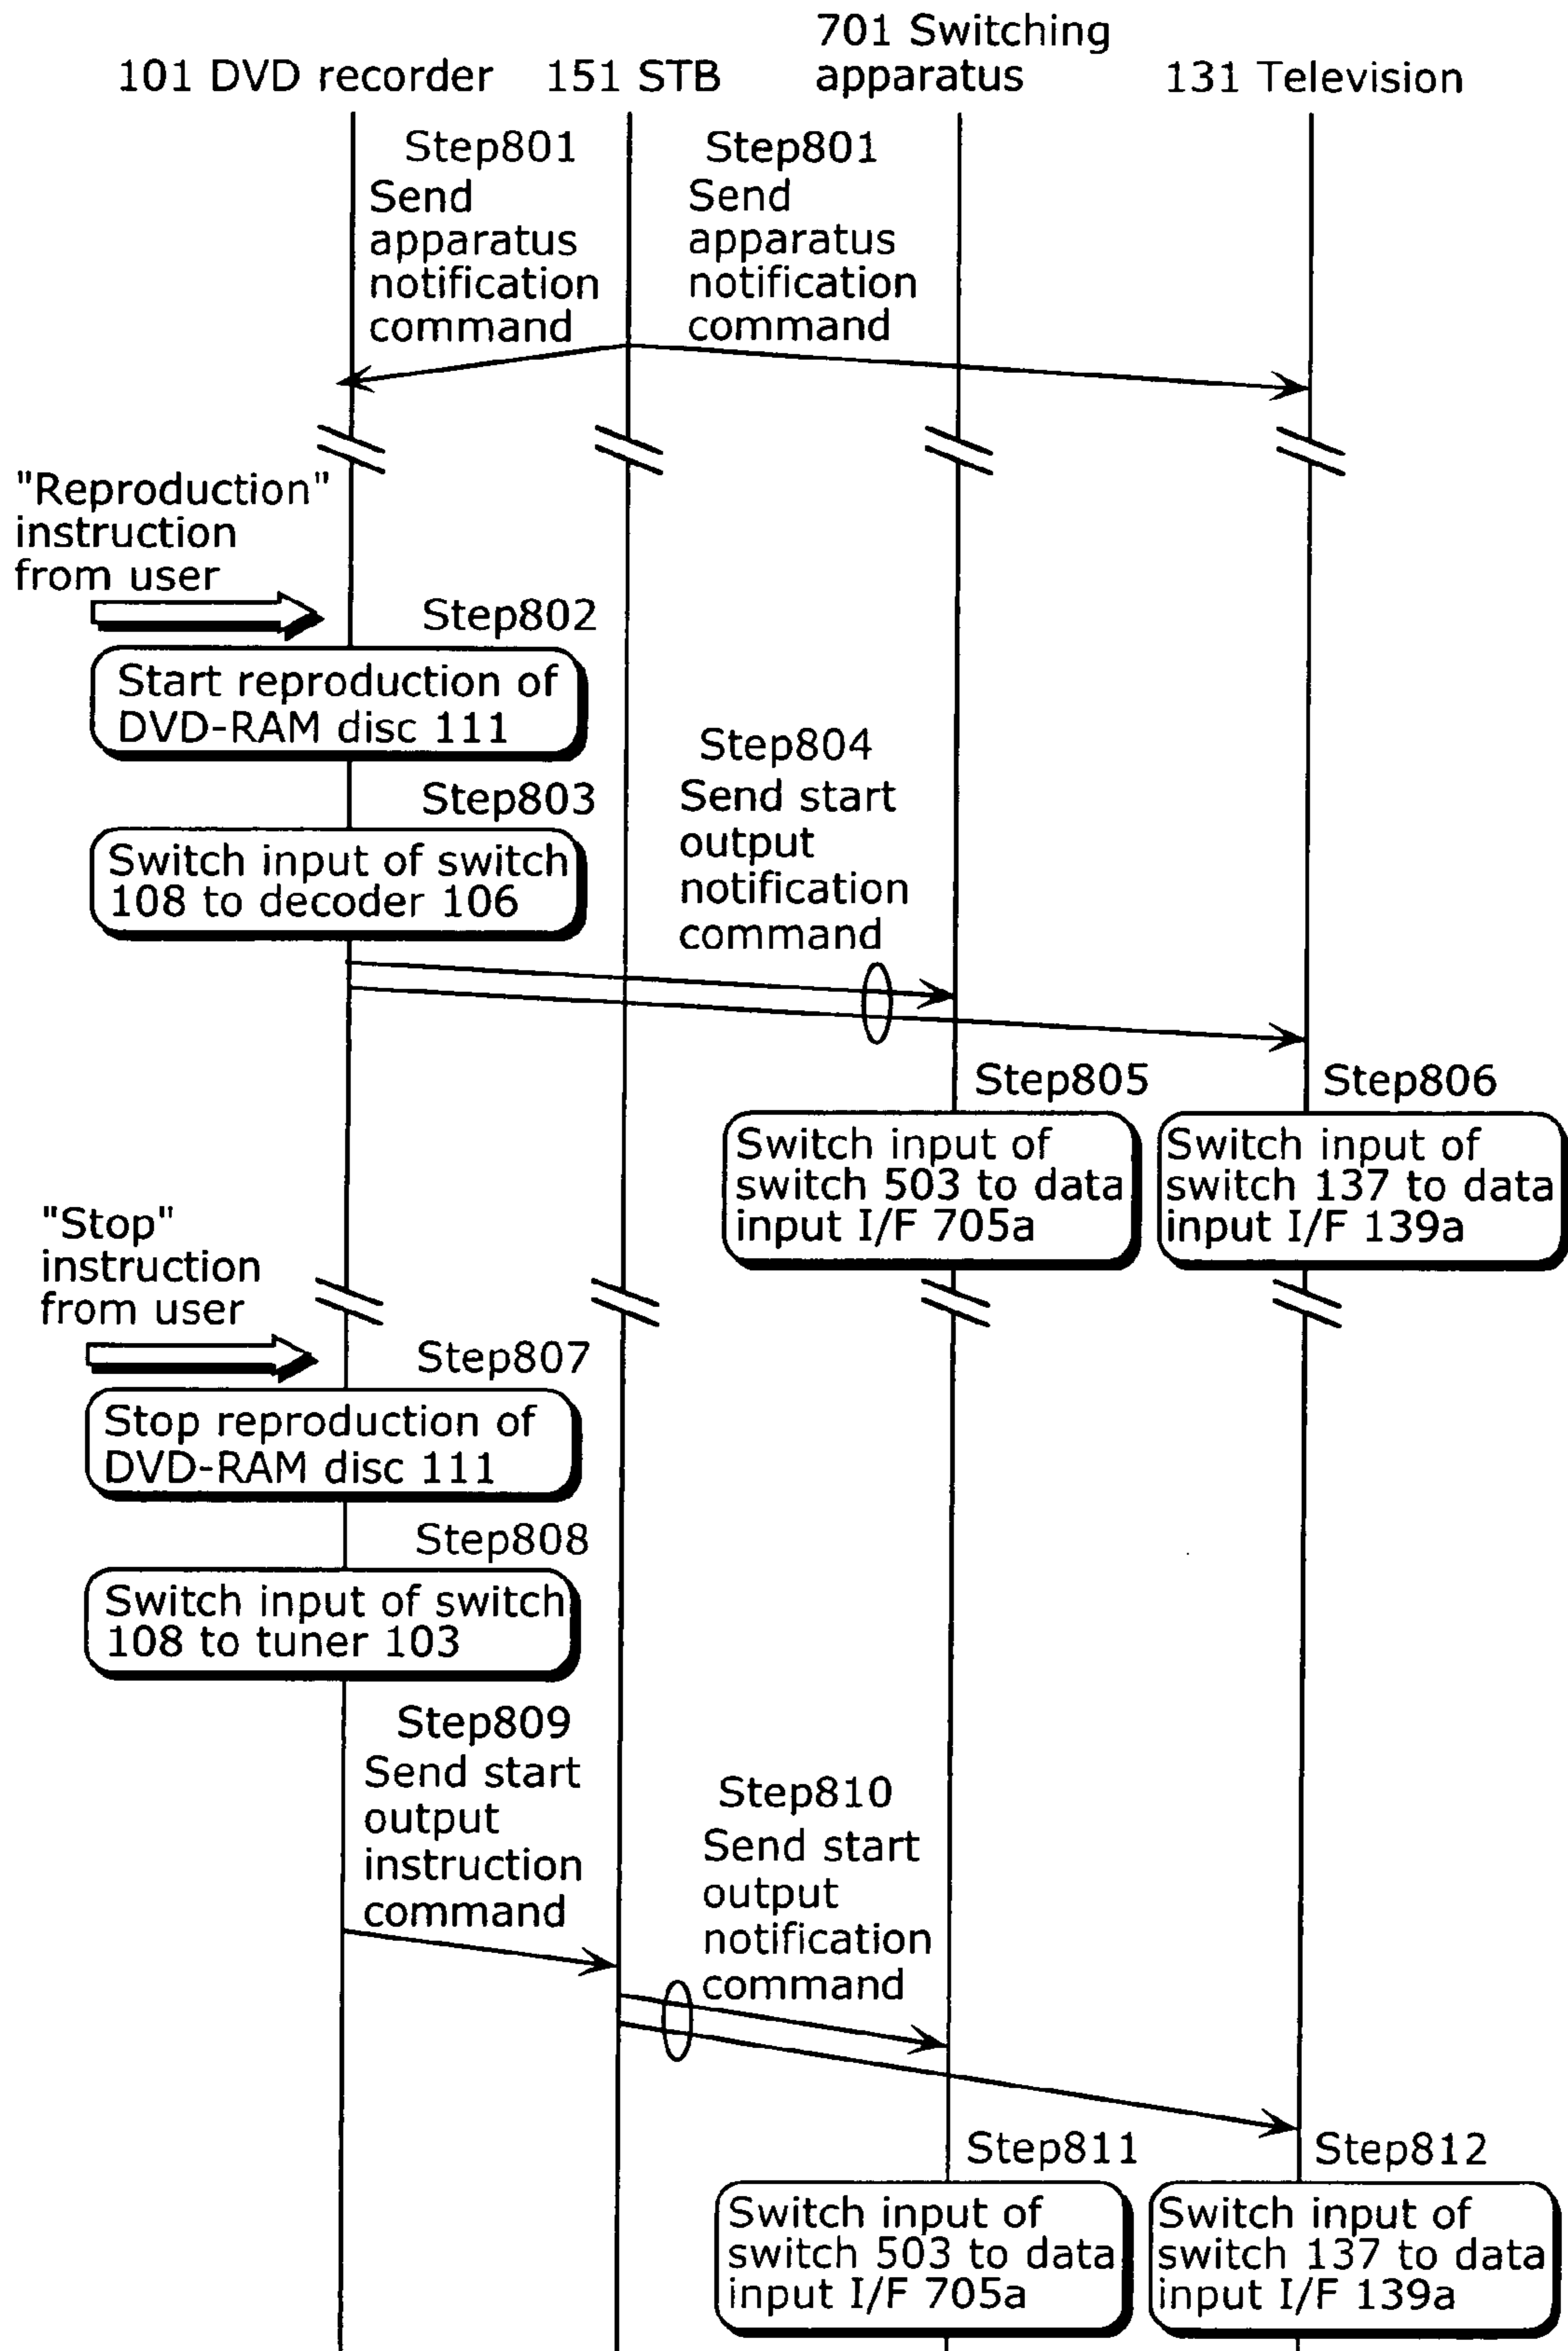 701 Switching
apparatus
101 DVD recorder
151 STB
131 Television
Step801
Send
apparatus
notification
command
Step801
Send
apparatus
notification
command
"Reproduction"
instruction
from user
Step802
Start reproduction of
DVD-RAM disc 111
Step803
Switch input of switch
108 to decoder 106
Step804
Send start
output
notification
command
Step805
Switch input of
switch 503 to data
input I/F 705a
Step806
Switch input of
switch 137 to data
input I/F 139a
"Stop"
instruction
from user
Step807
Stop reproduction of
DVD-RAM disc 111
Step808
Switch input of switch
108 to tuner 103
Step809
Send start
output
instruction
command
Step810
Send start
output
notification
command
Step811
Switch input of
switch 503 to data
input I/F 705a
Step812
Switch input of
switch 137 to data
input I/F 139a